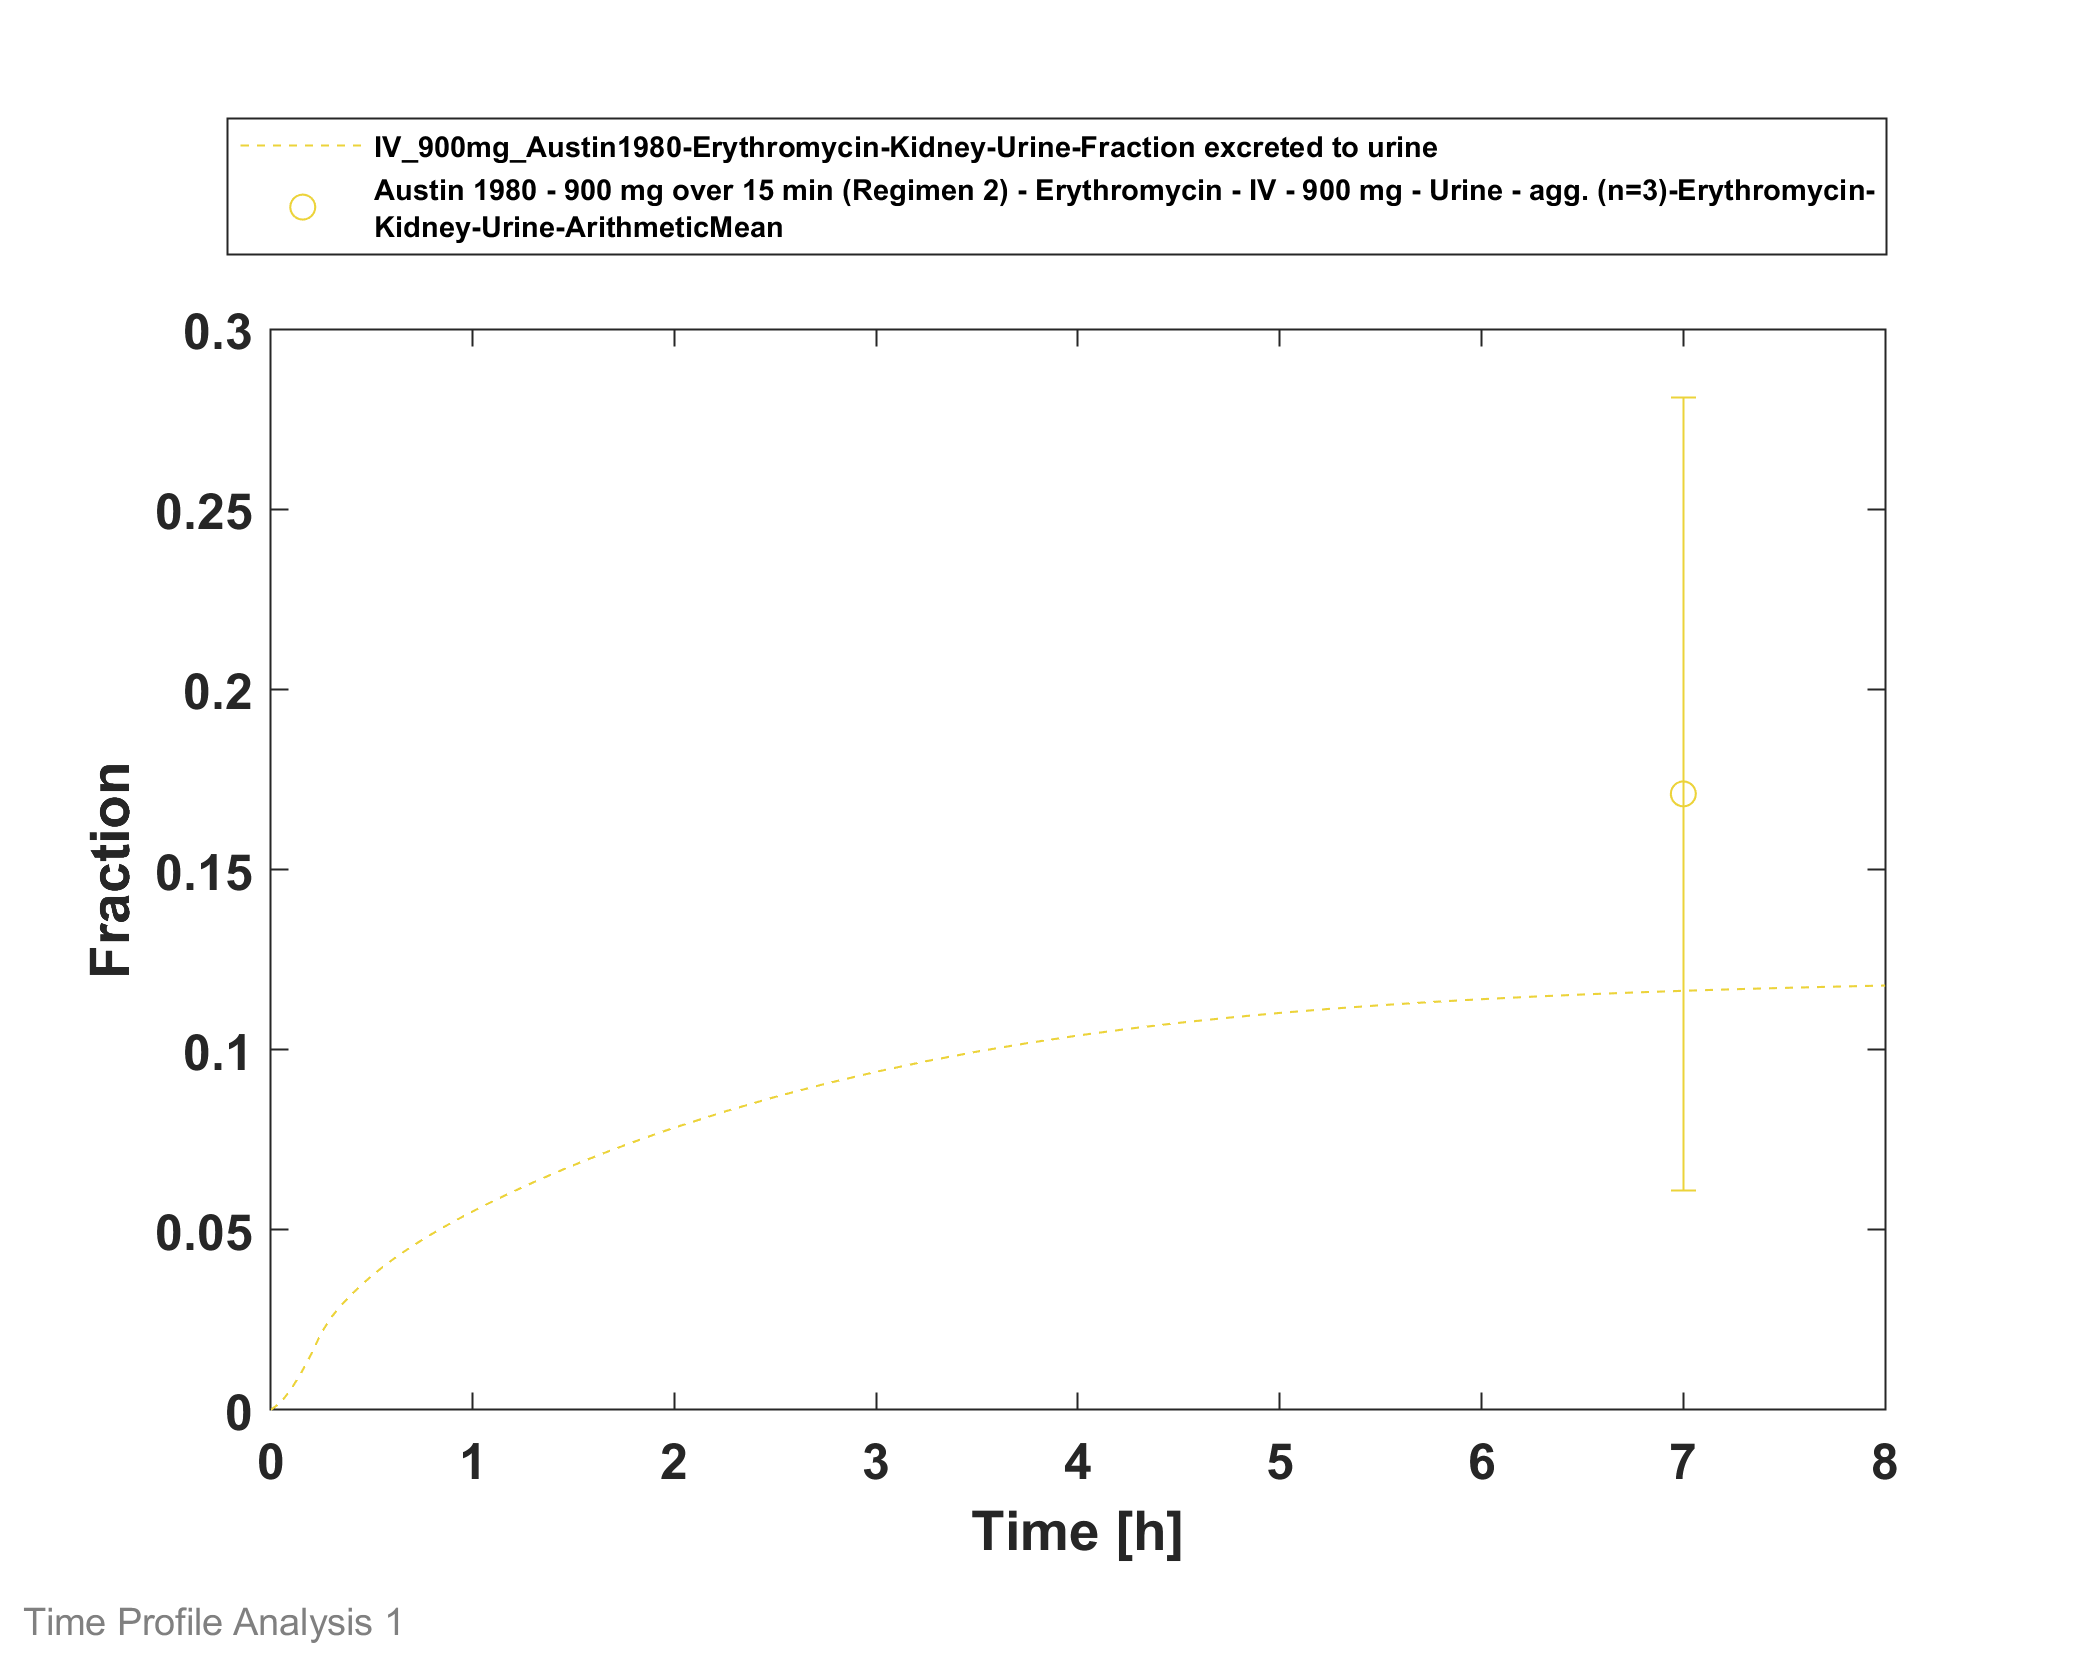 IV_900mg_Austin1980-Erythromycin-Kidney-Urine-Fraction excreted to urine
Austin 1980 - 900 mg over 15 min (Regimen 2) - Erythromycin - IV - 900 mg - Urine - agg. (n=3)-Erythromycin-
Kidney-Urine-ArithmeticMean
0.3
0.25
0.2
0.15
0.1
0.05
0
Fraction
0 1 2 3 4 5 6 7 8
Time [h]
Time Profile Analysis 1